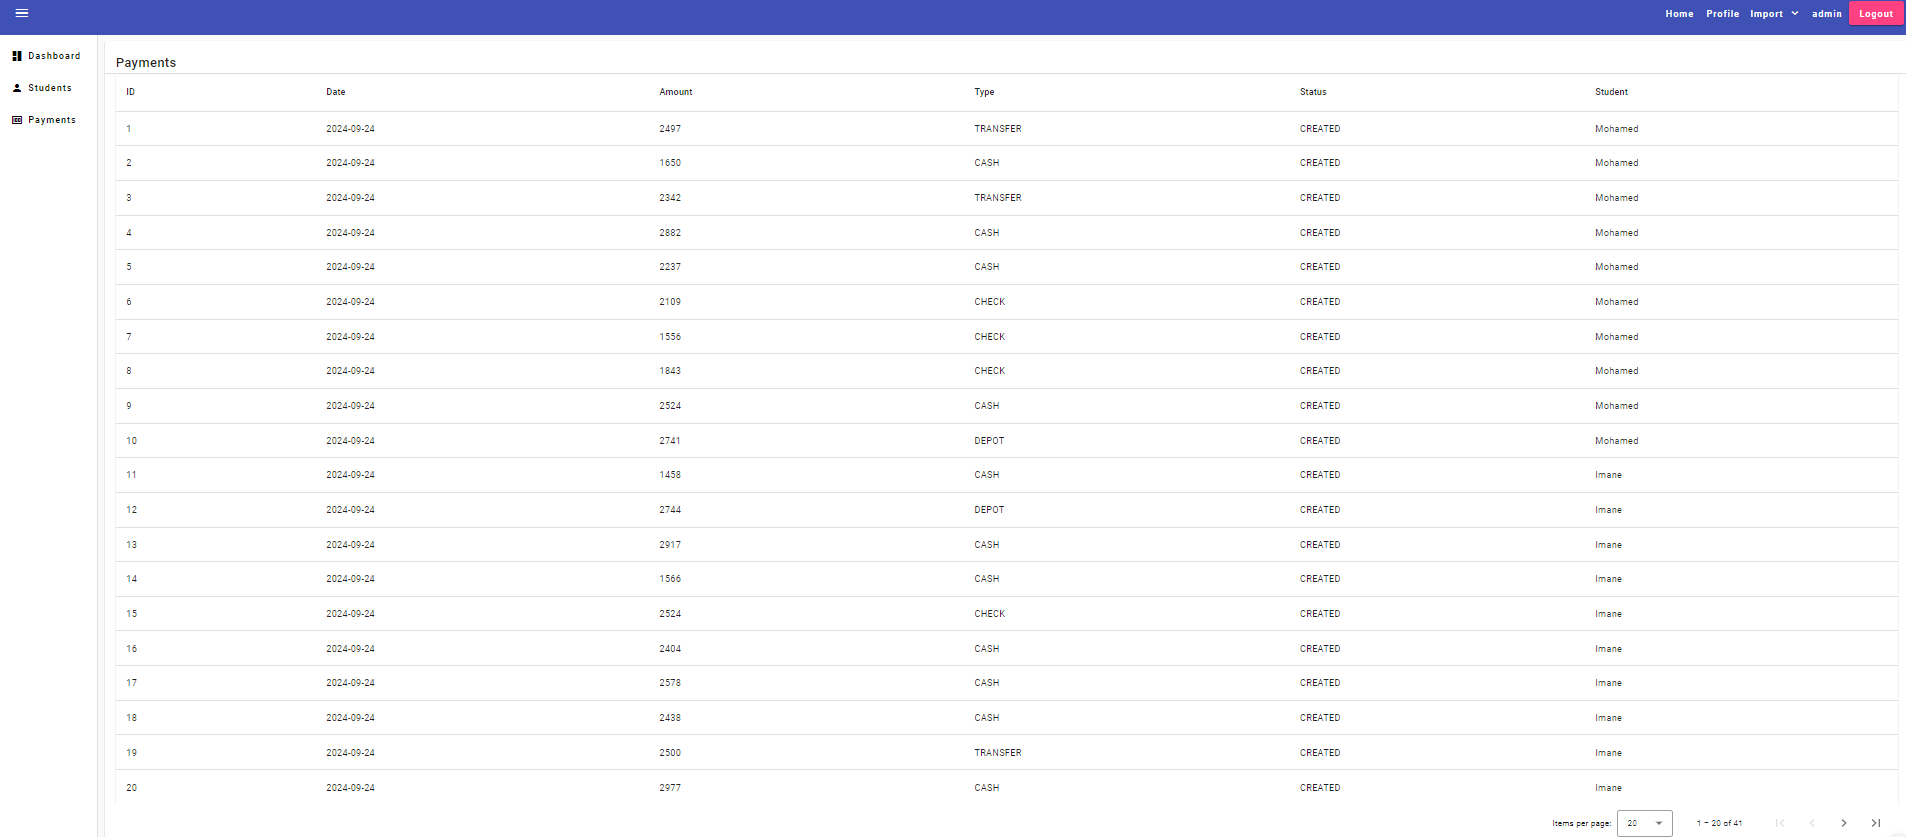 Home Profile Import admin Logout
Dashboard
Students
Payments
Payments
ID Date Amount Type Status Student
1 2024-09-24 2497 TRANSFER CREATED Mohamed
2 2024-09-24 1650 CASH CREATED Mohamed
3 2024-09-24 2342 TRANSFER CREATED Mohamed
4 2024-09-24 2882 CASH CREATED Mohamed
5 2024-09-24 2237 CASH CREATED Mohamed
6 2024-09-24 2109 CHECK CREATED Mohamed
7 2024-09-24 1556 CHECK CREATED Mohamed
8 2024-09-24 1843 CHECK CREATED Mohamed
9 2024-09-24 2524 CASH CREATED Mohamed
10 2024-09-24 2741 DEPOT CREATED Mohamed
11 2024-09-24 1458 CASH CREATED Imane
12 2024-09-24 2744 DEPOT CREATED Imane
13 2024-09-24 2917 CASH CREATED Imane
14 2024-09-24 1566 CASH CREATED Imane
15 2024-09-24 2524 CHECK CREATED Imane
16 2024-09-24 2404 CASH CREATED Imane
17 2024-09-24 2578 CASH CREATED Imane
18 2024-09-24 2438 CASH CREATED Imane
19 2024-09-24 2500 TRANSFER CREATED Imane
20 2024-09-24 2977 CASH CREATED Imane
Items per page: 20 1 – 20 of 41